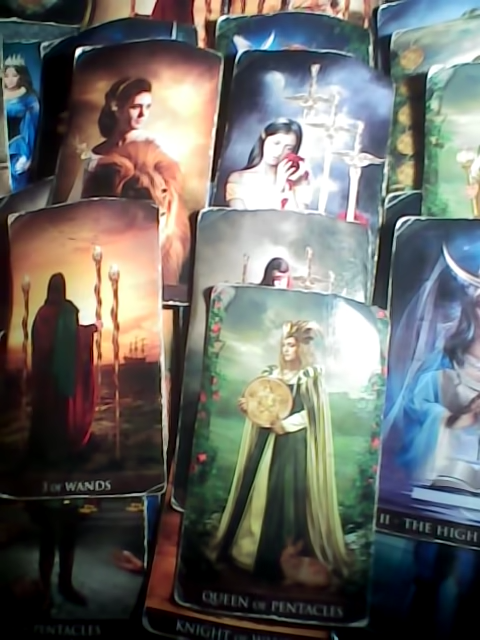 3 OF WANDS
II - THE HIGH
QUEEN OF PENTACLES
PENTACLES
KNIGHT OF